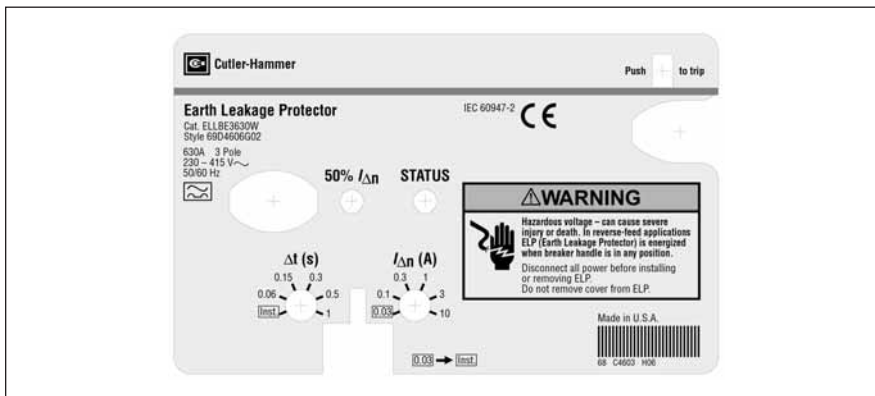 Cutler-Hammer
Push to trip
Earth Leakage Protector
Cat. ELLBE3630W
Style 69D4606G02
630A 3 Pole
230 – 415 V~
50/60 Hz
IEC 60947-2 CE
50% I∆n STATUS
⚠WARNING
Hazardous voltage – can cause severe
injury or death. In reverse-feed applications
ELP (Earth Leakage Protector) is energized
when breaker handle is in any position.
Disconnect all power before installing
or removing ELP.
Do not remove cover from ELP.
∆t (s)
0.15 0.3
0.06 0.5
Inst. 1
I∆n (A)
0.3 1
0.1 3
0.03 10
0.03 → Inst.
Made in U.S.A.
68 C4603 H06